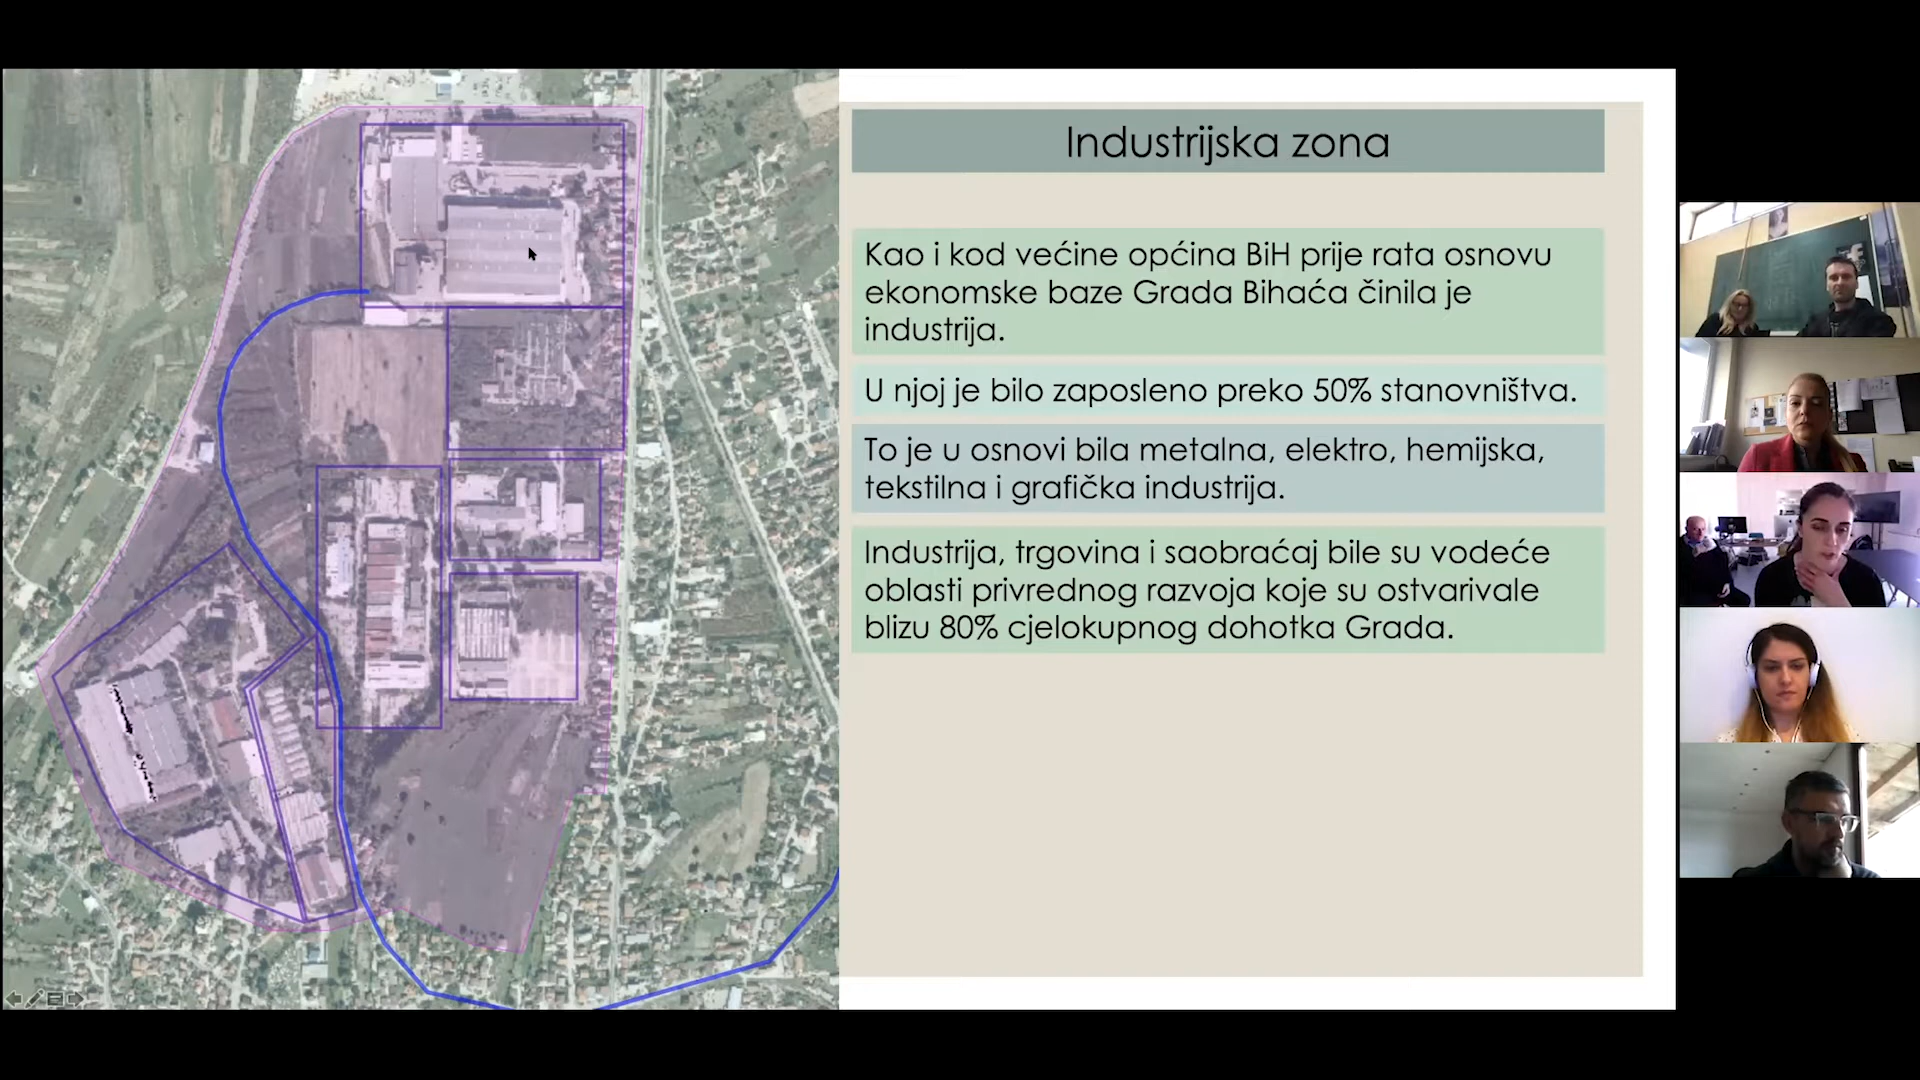 Industrijska zona
Kao i kod većine općina BiH prije rata osnovu
ekonomske baze Grada Bihaća činila je
industrija.
U njoj je bilo zaposleno preko 50% stanovništva.
To je u osnovi bila metalna, elektro, hemijska,
tekstilna i grafička industrija.
Industrija, trgovina i saobraćaj bile su vodeće
oblasti privrednog razvoja koje su ostvarivale
blizu 80% cjelokupnog dohotka Grada.